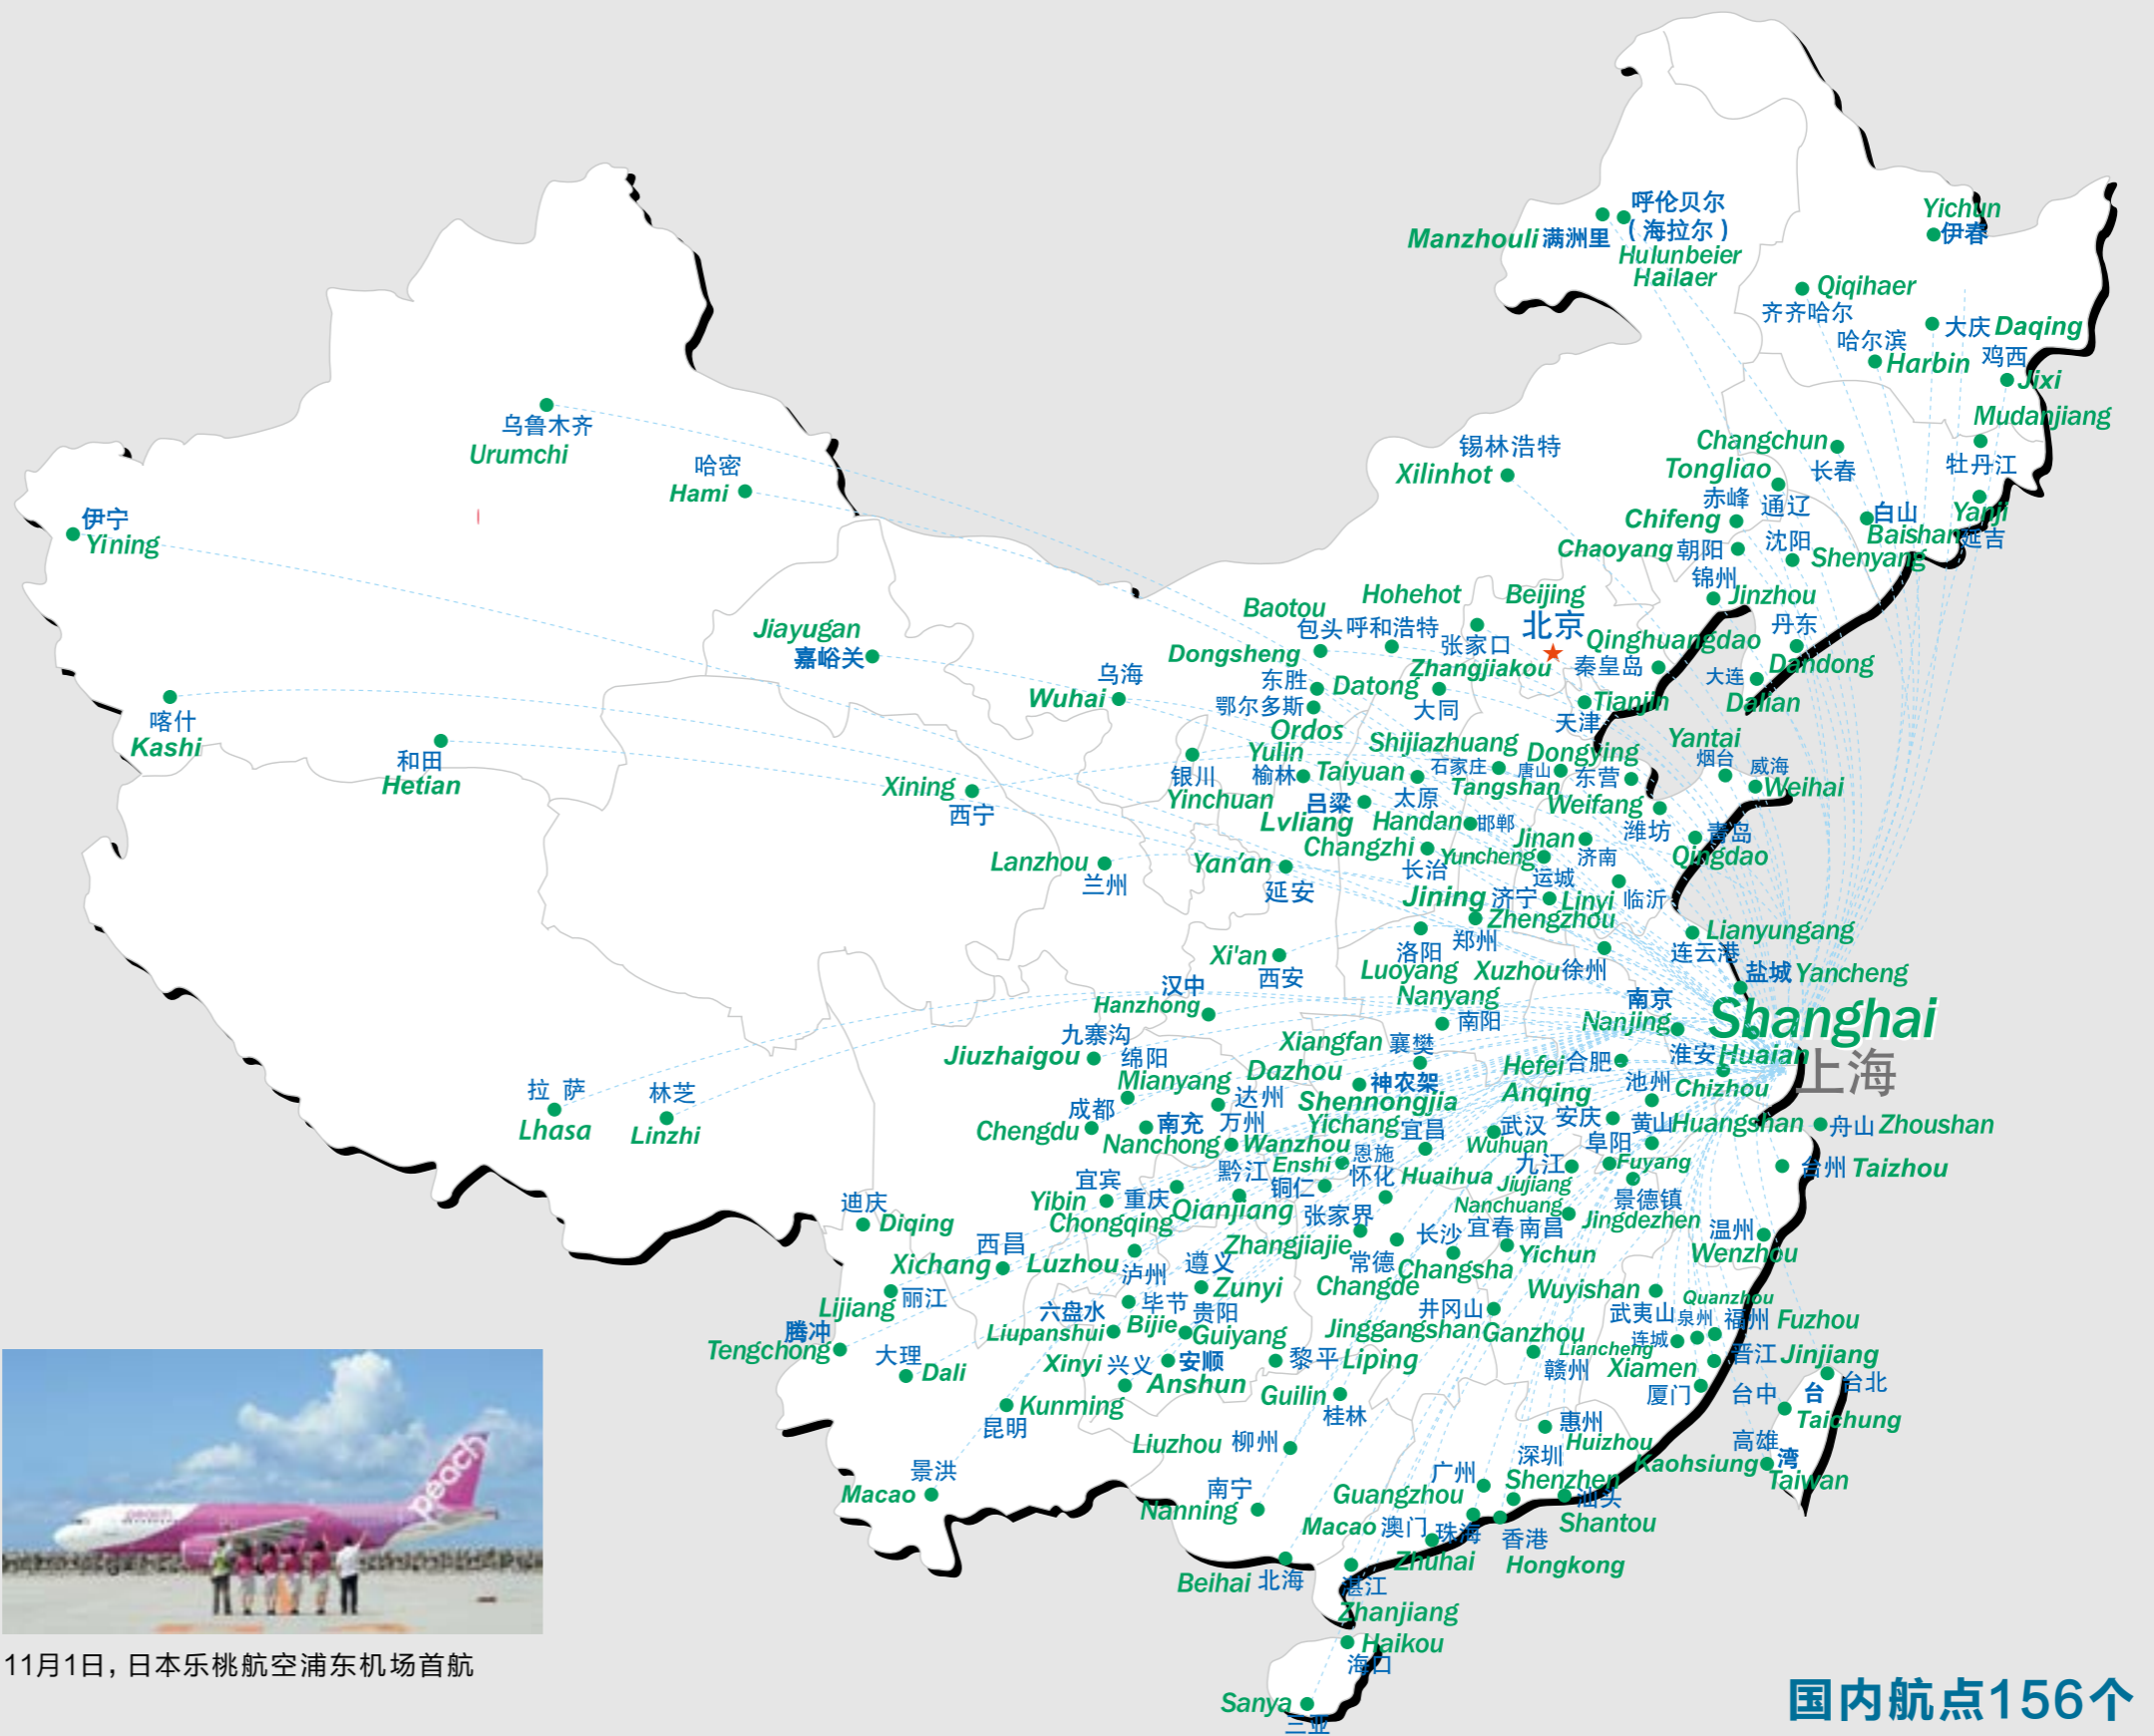 呼伦贝尔
(海拉尔)
Manzhouli 满洲里
Hulunbeier
Hailaer
Yichun
伊春
Qiqihaer
齐齐哈尔
大庆 Daqing
哈尔滨
Harbin
鸡西
Jixi
Mudanjiang
牡丹江
乌鲁木齐
Urumchi
哈密
Hami
伊宁
Yining
锡林浩特
Xilinhot
Changchun
长春
Tongliao
通辽
赤峰
Chifeng
白山
Baishan
Yanji
延吉
Chaoyang 朝阳
沈阳
Shenyang
锦州
Jinzhou
丹东
Dandong
Baotou
包头
Hohehot
呼和浩特
Beijing
北京
张家口
Zhangjiakou
Qinghuangdao
秦皇岛
大连
Dalian
Jiayugan
嘉峪关
乌海
Wuhai
Dongsheng
东胜
Datong
大同
鄂尔多斯
Ordos
Tianjin
天津
喀什
Kashi
和田
Hetian
Xining
西宁
银川
Yinchuan
Yulin
榆林
Shijiazhuang
石家庄
Taiyuan
太原
唐山
Tangshan
Dongying
东营
Yantai
烟台
威海
Weihai
吕梁
Lvliang
Handan 邯郸
Weifang
潍坊
青岛
Qingdao
Lanzhou
兰州
Yan'an
延安
Changzhi
长治
Yuncheng
运城
Jinan
济南
Jining 济宁
Linyi 临沂
Zhengzhou
郑州
洛阳
Luoyang
Xuzhou 徐州
Lianyungang
连云港
盐城 Yancheng
Xi'an
西安
汉中
Hanzhong
Nanyang
南阳
南京
Nanjing
Shanghai
上海
淮安 Huaian
九寨沟
Jiuzhaigou
绵阳
Mianyang
Xiangfan 襄樊
Dazhou
达州
神农架
Shennongjia
Hefei 合肥
池州 Chizhou
Anqing
安庆
拉萨
Lhasa
林芝
Linzhi
成都
Chengdu
南充
Nanchong
万州
Wanzhou
Yichang 宜昌
武汉
Wuhuan
黄山 Huangshan
舟山 Zhoushan
阜阳
Fuyang
台州 Taizhou
Enshi 恩施
黔江
Qianjiang
铜仁
怀化 Huaihua
九江
Jiujiang
景德镇
Jingdezhen
宜宾
Yibin
重庆
Chongqing
迪庆
Diqing
张家界
Zhangjiajie
常德
Changde
长沙
Changsha
宜春
Yichun
Nanchuang
南昌
温州
Wenzhou
西昌
Xichang
Luzhou
泸州
遵义
Zunyi
Wuyishan
武夷山
Lijiang 丽江
六盘水
Liupanshui
毕节
Bijie
贵阳
Guiyang
井冈山
Jinggangshan
Ganzhou
赣州
Quanzhou
泉州
福州 Fuzhou
连城
Liancheng
腾冲
Tengchong
大理
Dali
Xinyi 兴义
安顺
Anshun
黎平 Liping
Xiamen
厦门
晋江 Jinjiang
台北
台中
Taichung
Kunming
昆明
Guilin
桂林
Liuzhou 柳州
惠州
Huizhou
高雄
Kaohsiung
台湾
Taiwan
景洪
Macao
南宁
Nanning
广州
Guangzhou
深圳
Shenzhen
汕头
Shantou
Macao 澳门
珠海
Zhuhai
香港
Hongkong
Beihai 北海
湛江
Zhanjiang
Haikou
海口
Sanya
三亚
peach
peach
11月1日, 日本乐桃航空浦东机场首航
国内航点156个